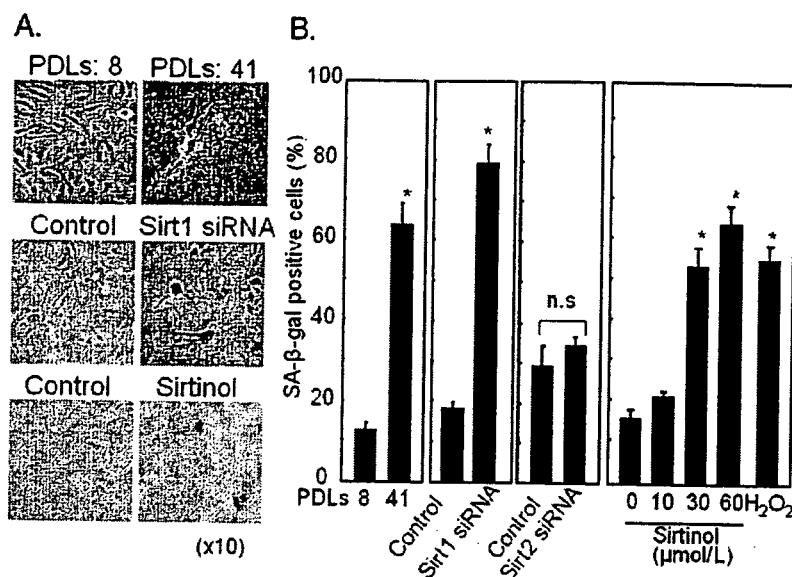 A.
PDLs: 8 PDLs: 41
Control Sirt1 siRNA
Control Sirtinol
(x10)
B.
SA-β-gal positive cells (%)
100
80
60
40
20
0
* * n.s * * *
PDLs 8 41
Control Sirt1 siRNA
Control Sirt2 siRNA
0 10 30 60 H₂O₂
Sirtinol
(μmol/L)